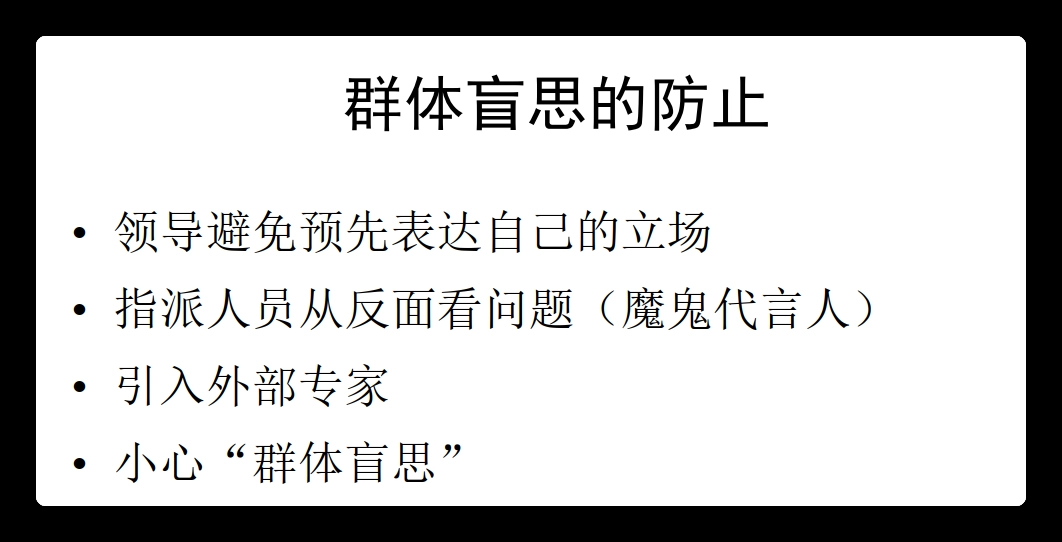 群体盲思的防止
• 领导避免预先表达自己的立场
• 指派人员从反面看问题（魔鬼代言人）
• 引入外部专家
• 小心“群体盲思”